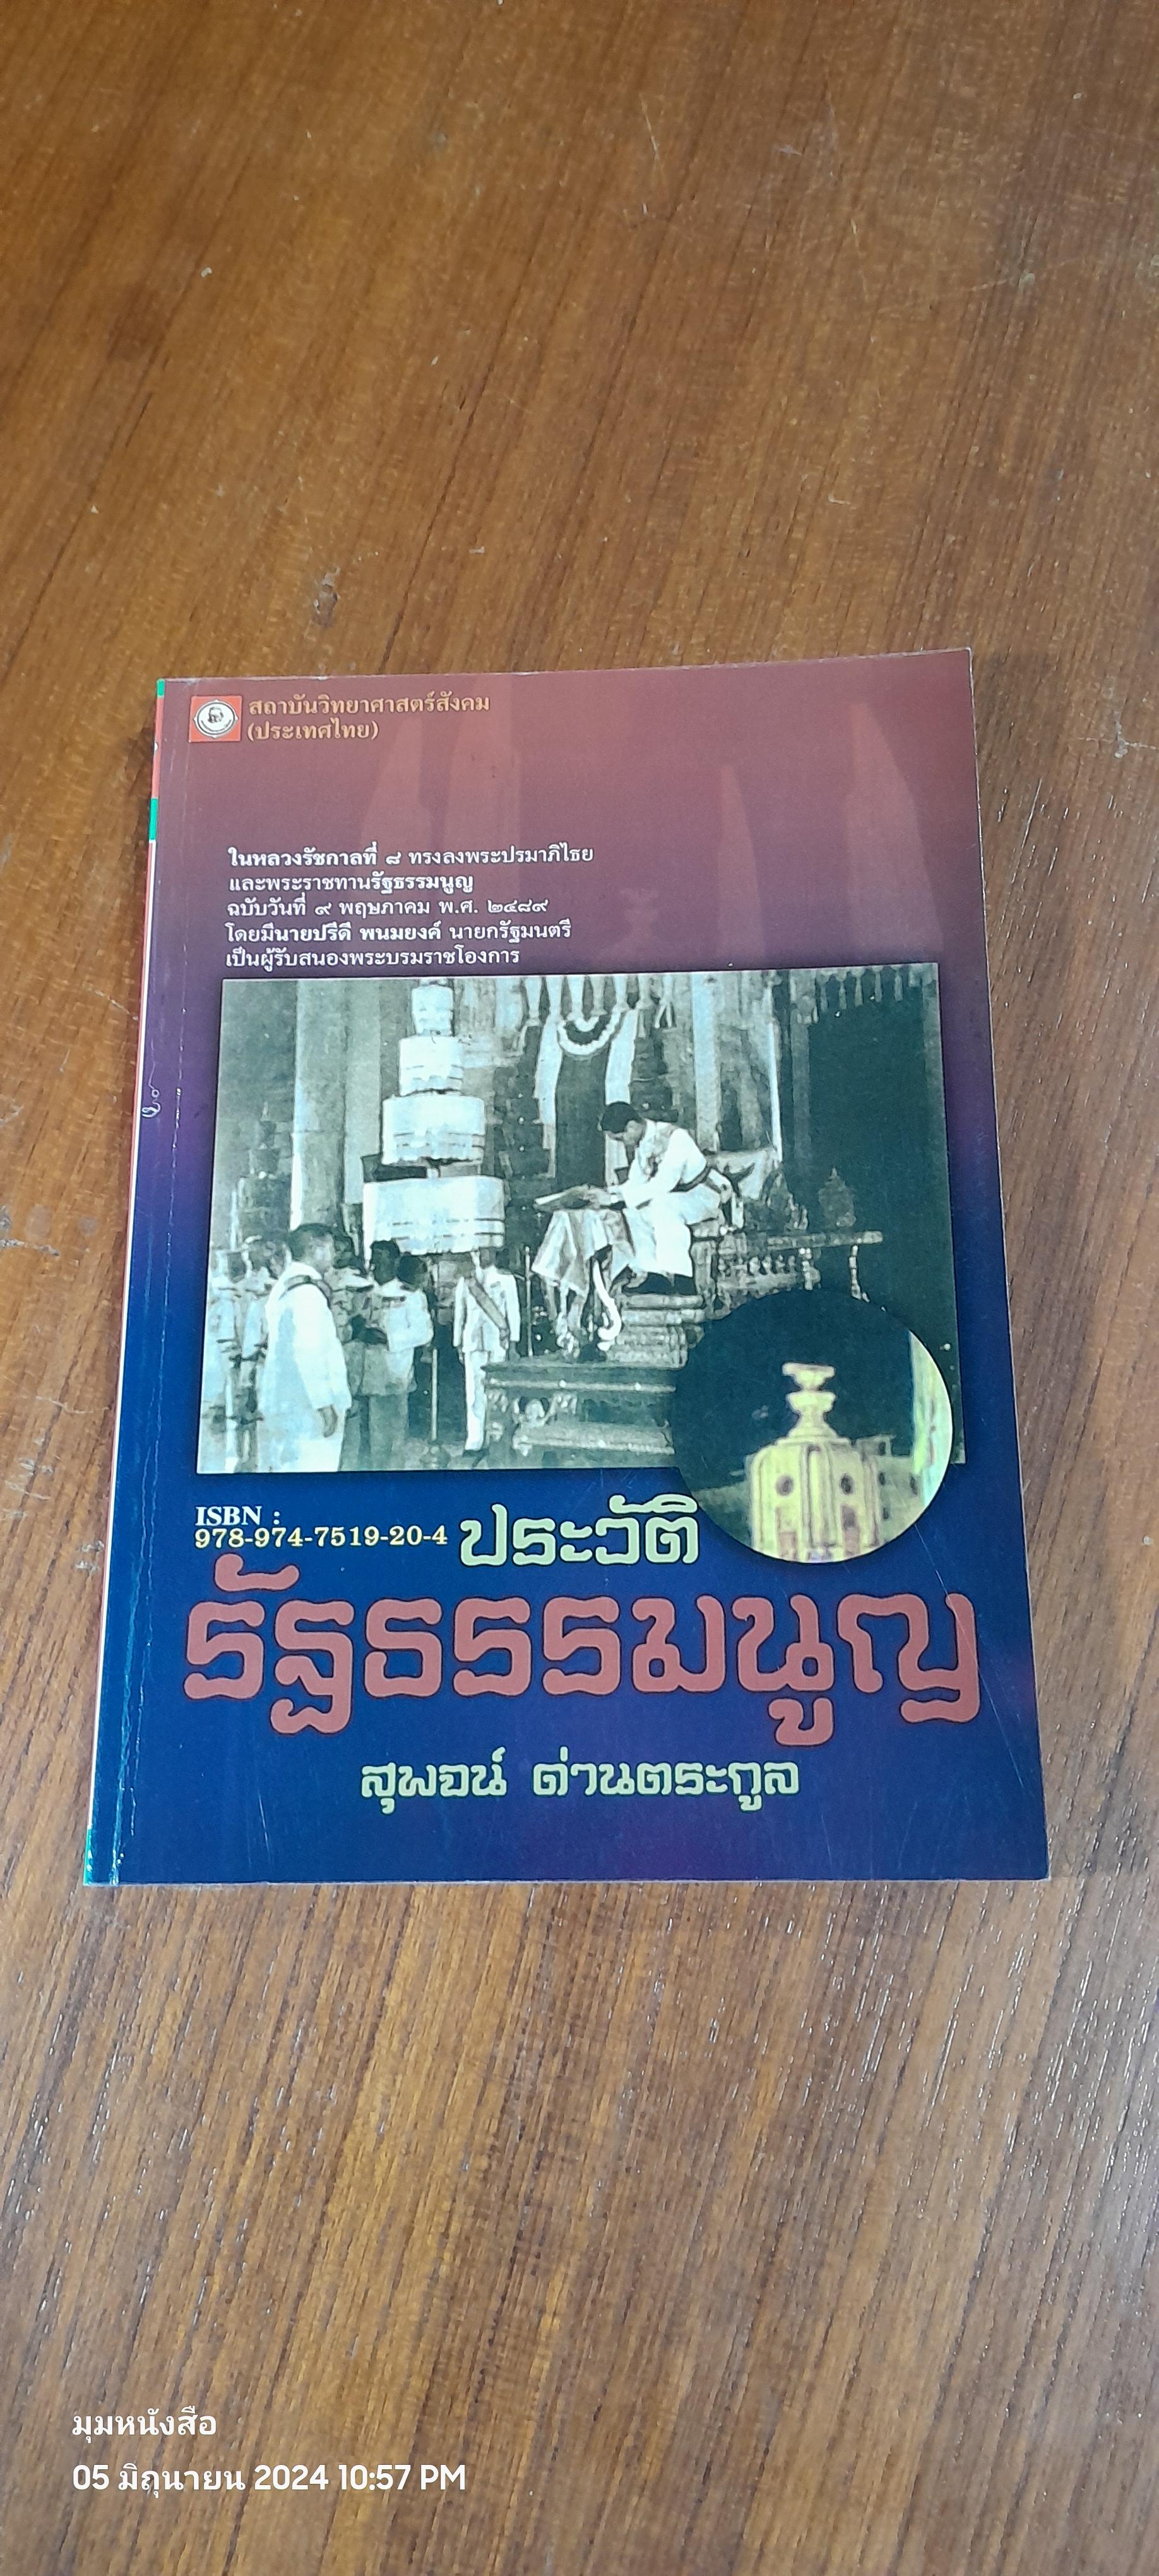 สถาบันวิทยาศาสตร์สังคม
(ประเทศไทย)
ในหลวงรัชกาลที่ ๘ ทรงลงพระปรมาภิไธย
และพระราชทานรัฐธรรมนูญ
ฉบับวันที่ ๙ พฤษภาคม พ.ศ. ๒๔๘๙
โดยมีนายปรีดี พนมยงค์ นายกรัฐมนตรี
เป็นผู้รับสนองพระบรมราชโองการ
ISBN :
978-974-7519-20-4
ประวัติ
รัฐธรรมนูญ
สุพจน์ ด่านตระกูล
มุมหนังสือ
05 มิถุนายน 2024 10:57 PM